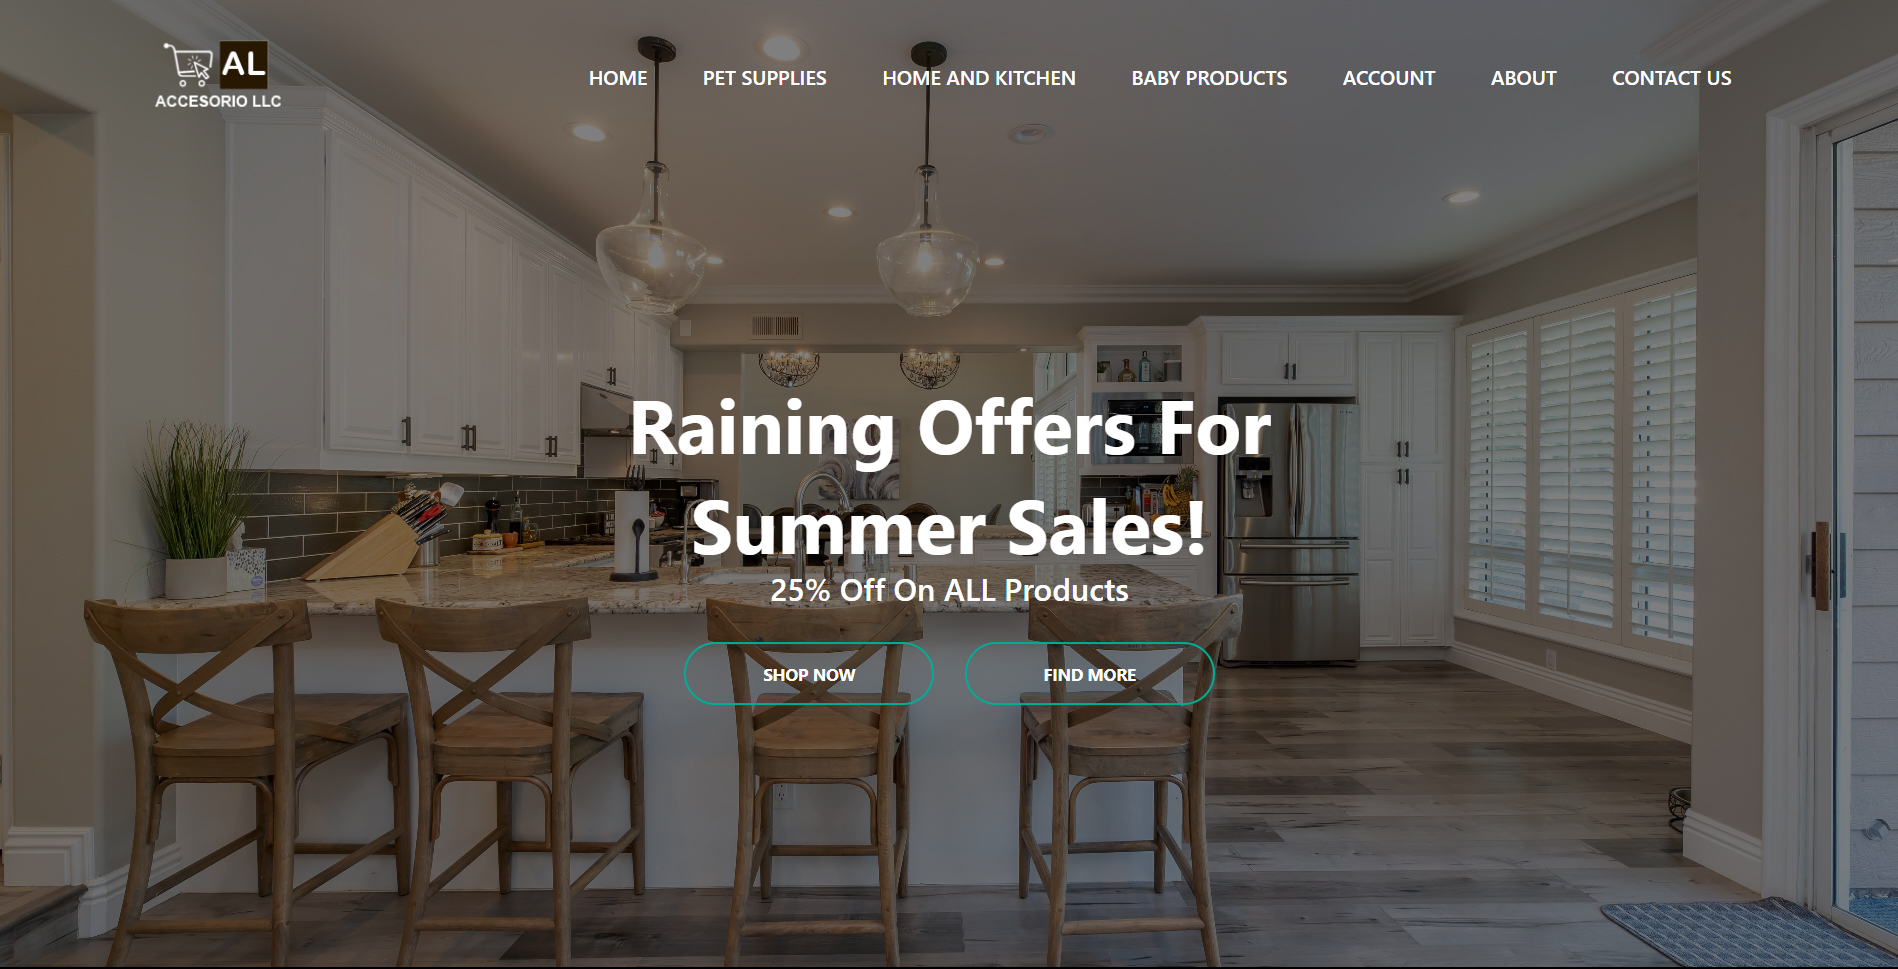 AL
ACCESORIO LLC
HOME PET SUPPLIES HOME AND KITCHEN BABY PRODUCTS ACCOUNT ABOUT CONTACT US
Raining Offers For
Summer Sales!
25% Off On ALL Products
SHOP NOW FIND MORE